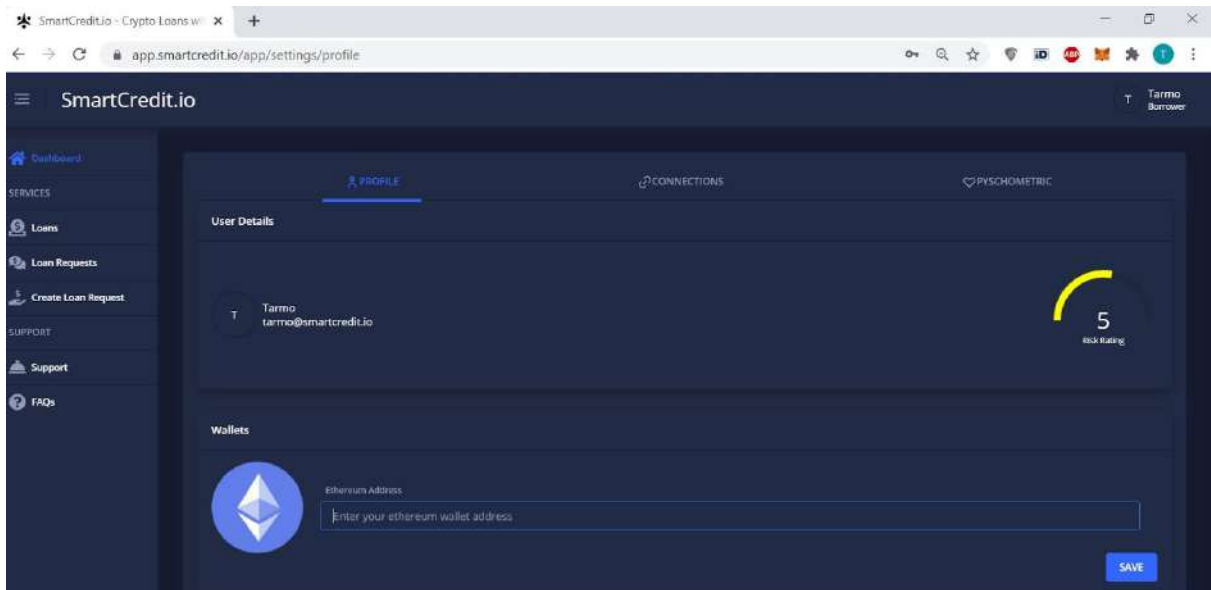 SmartCredit.io - Crypto Loans w
app.smartcredit.io/app/settings/profile
iD
ABP
T
SmartCredit.io
T
Tarmo
Borrower
Dashboard
SERVICES
Loans
Loan Requests
Create Loan Request
SUPPORT
Support
FAQs
PROFILE
CONNECTIONS
PYSCHOMETRIC
User Details
T
Tarmo
tarmo@smartcredit.io
5
Risk Rating
Wallets
Ethereum Address
Enter your ethereum wallet address
SAVE